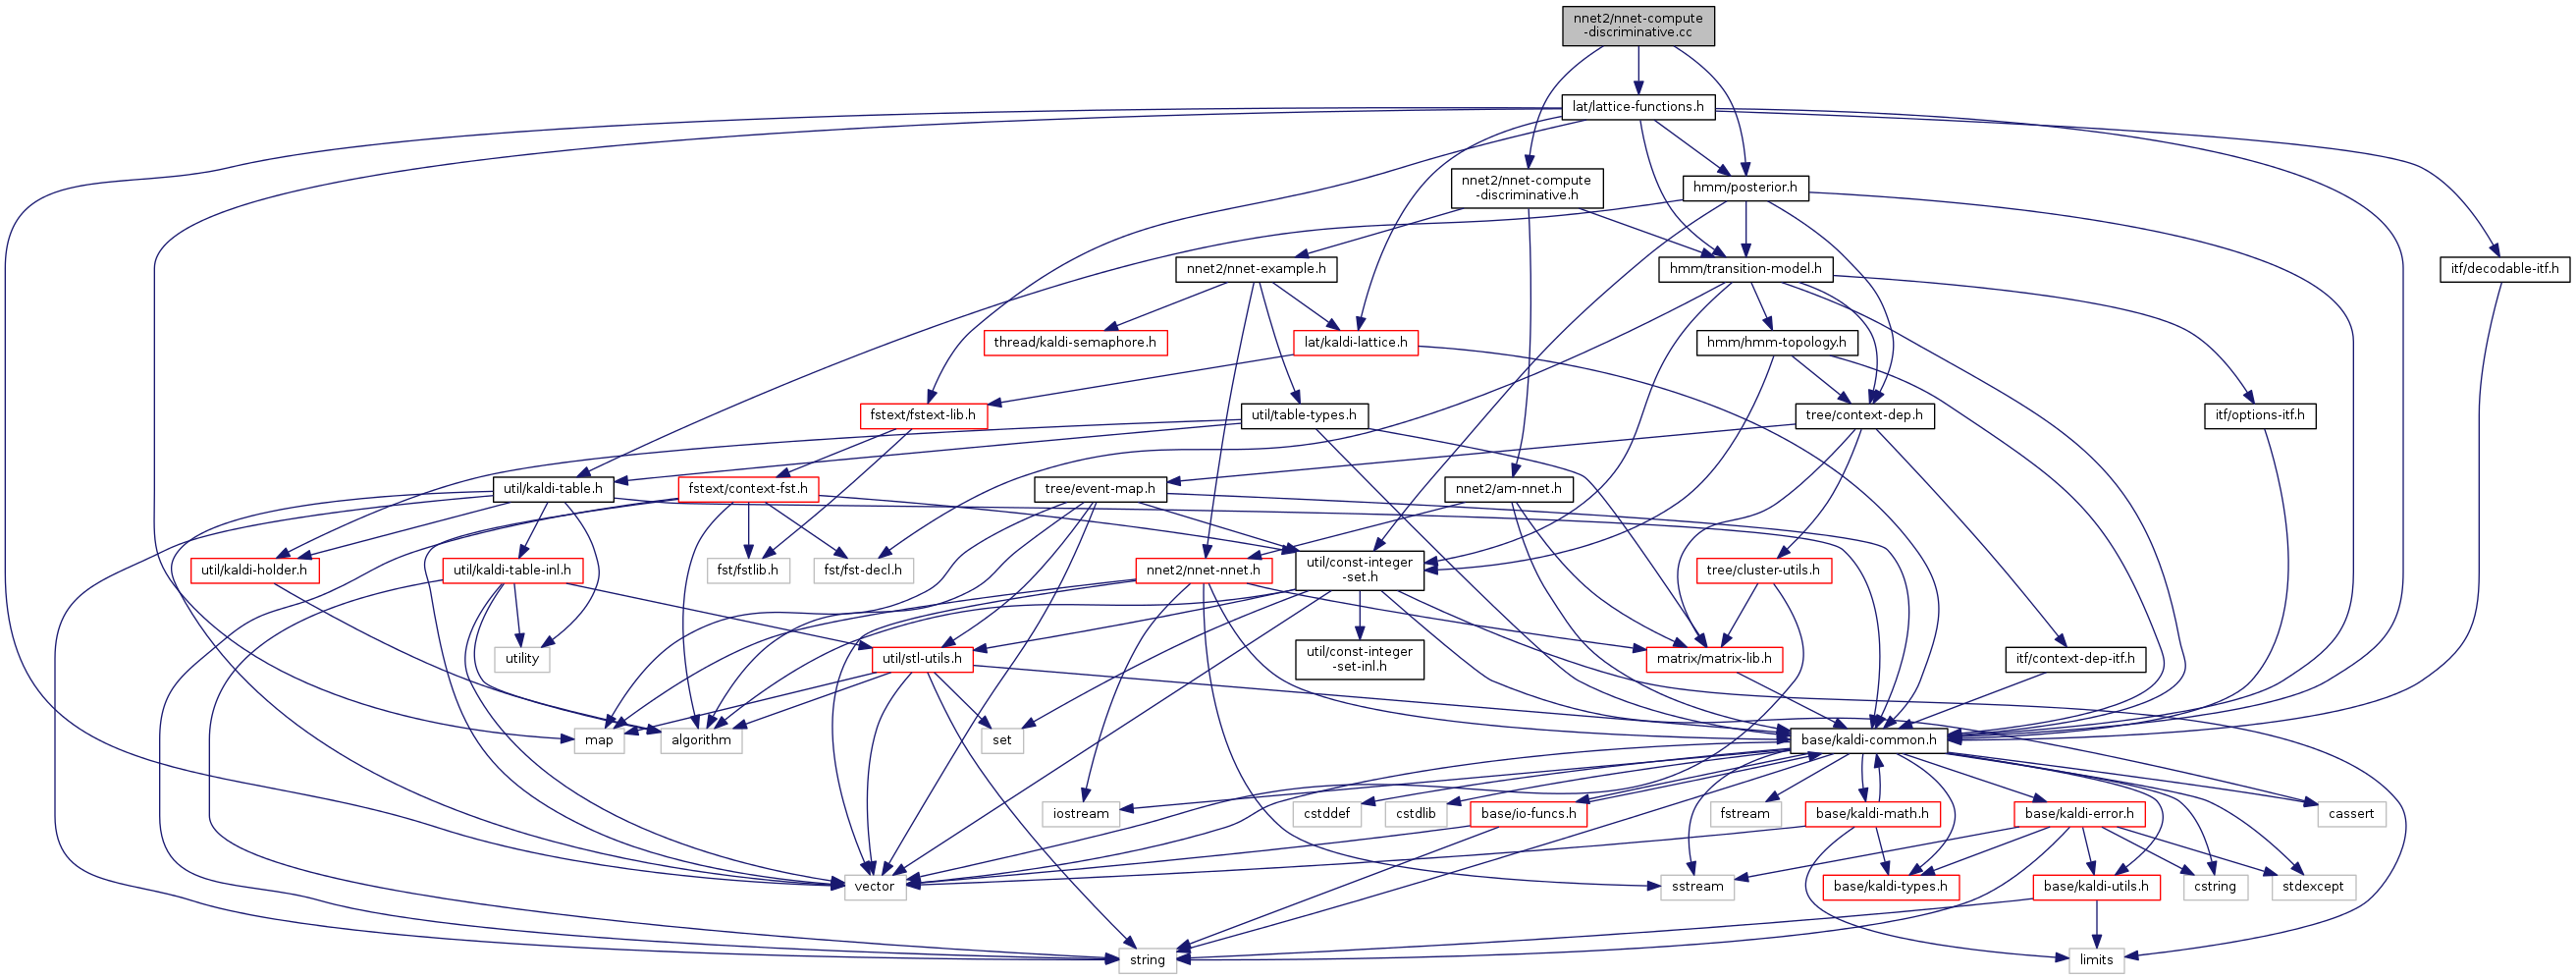 nnet2/nnet-compute
-discriminative.cc
lat/lattice-functions.h
nnet2/nnet-compute
-discriminative.h
hmm/posterior.h
nnet2/nnet-example.h
hmm/transition-model.h
itf/decodable-itf.h
thread/kaldi-semaphore.h
lat/kaldi-lattice.h
hmm/hmm-topology.h
fstext/fstext-lib.h
util/table-types.h
tree/context-dep.h
itf/options-itf.h
util/kaldi-table.h
fstext/context-fst.h
tree/event-map.h
nnet2/am-nnet.h
util/kaldi-holder.h
util/kaldi-table-inl.h
fst/fstlib.h
fst/fst-decl.h
nnet2/nnet-nnet.h
util/const-integer
-set.h
tree/cluster-utils.h
utility
util/stl-utils.h
util/const-integer
-set-inl.h
matrix/matrix-lib.h
itf/context-dep-itf.h
map
algorithm
set
base/kaldi-common.h
iostream
cstddef
cstdlib
base/io-funcs.h
fstream
base/kaldi-math.h
base/kaldi-error.h
cassert
vector
sstream
base/kaldi-types.h
base/kaldi-utils.h
cstring
stdexcept
string
limits